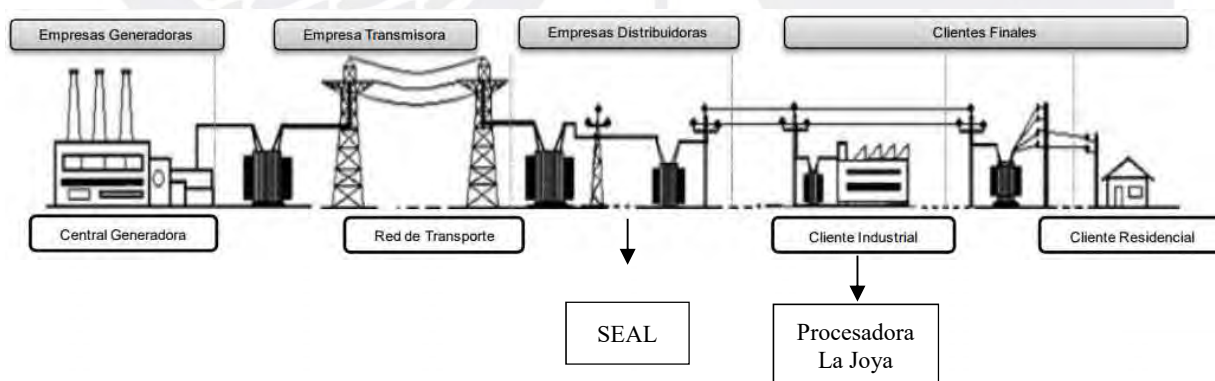 Empresas Generadoras
Empresa Transmisora
Empresas Distribuidoras
Clientes Finales
Central Generadora
Red de Transporte
Cliente Industrial
Cliente Residencial
SEAL
Procesadora
La Joya